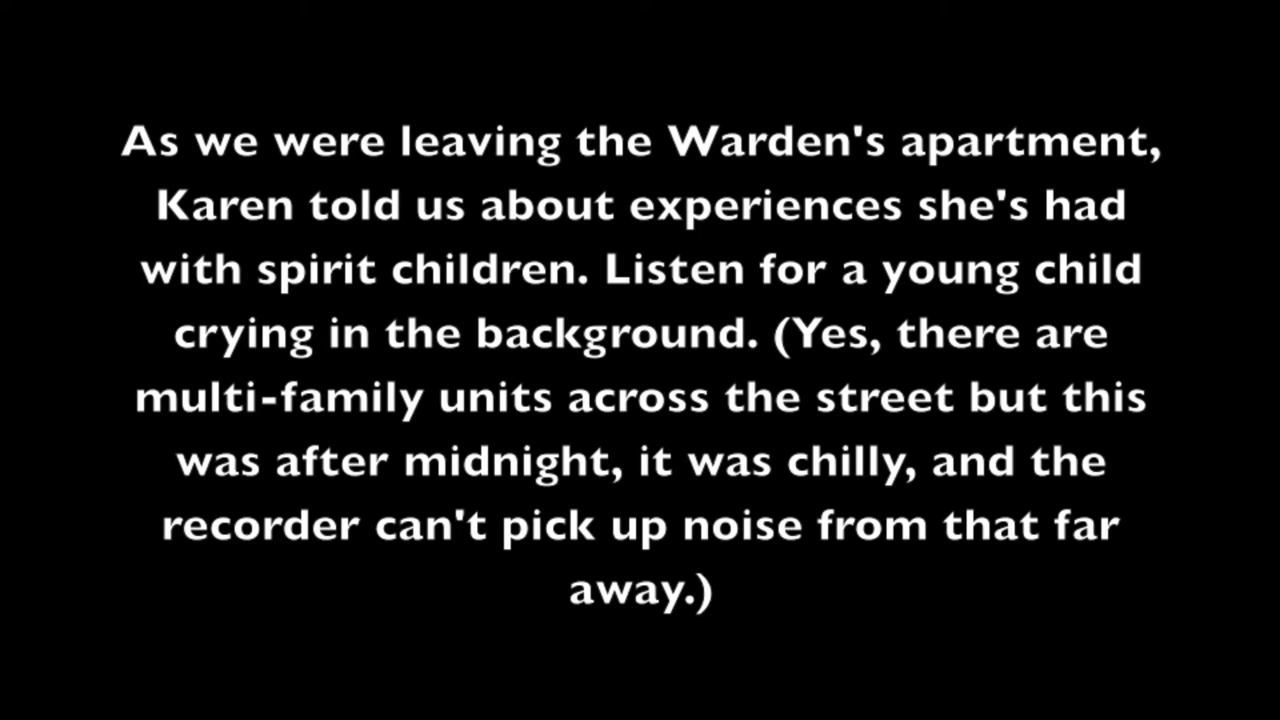 As we were leaving the Warden's apartment,
Karen told us about experiences she's had
with spirit children. Listen for a young child
crying in the background. (Yes, there are
multi-family units across the street but this
was after midnight, it was chilly, and the
recorder can't pick up noise from that far
away.)